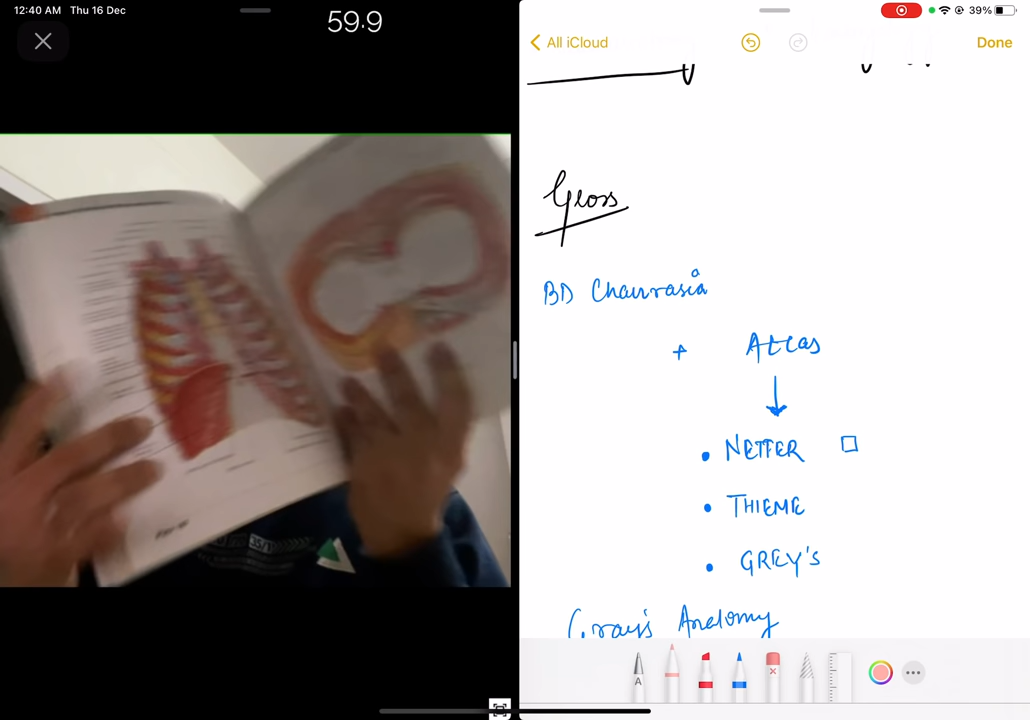 12:40 AM Thu 16 Dec
39%
59.9
All iCloud
Done
Gross
BD Chaurasia
+ ATLAS
NETTER
THIEME
GREY'S
Gray's Anatomy
A